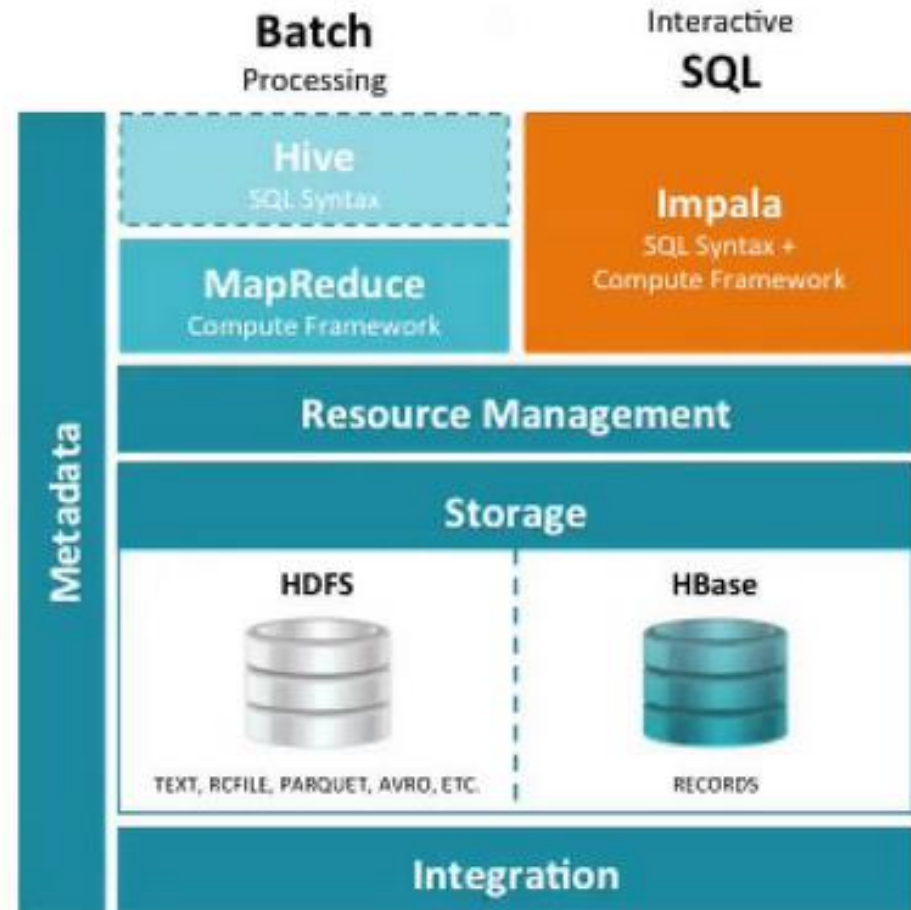 Batch
Processing
Interactive
SQL
Metadata
Hive
SQL Syntax
MapReduce
Compute Framework
Impala
SQL Syntax +
Compute Framework
Resource Management
Storage
HDFS
TEXT, RCFILE, PARQUET, AVRO, ETC.
HBase
RECORDS
Integration